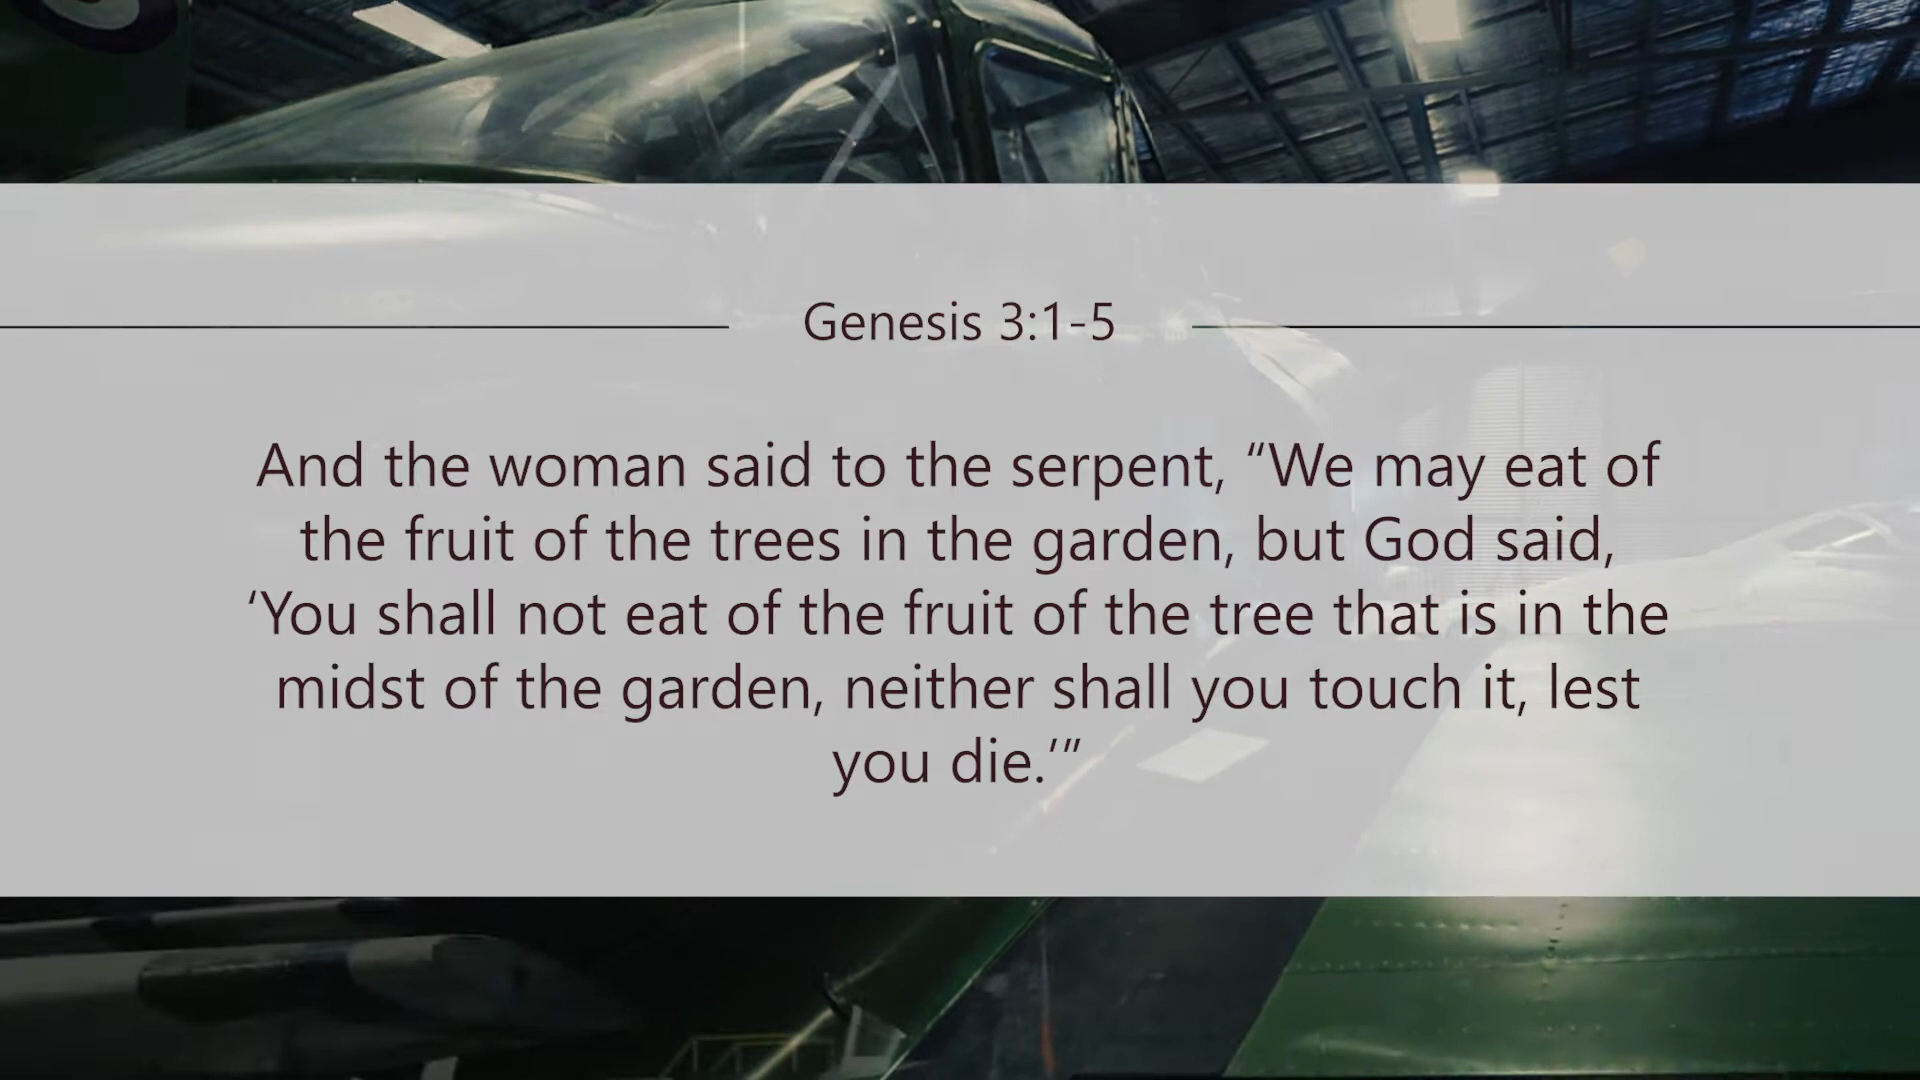 Genesis 3:1-5
And the woman said to the serpent, “We may eat of
the fruit of the trees in the garden, but God said,
‘You shall not eat of the fruit of the tree that is in the
midst of the garden, neither shall you touch it, lest
you die.’”